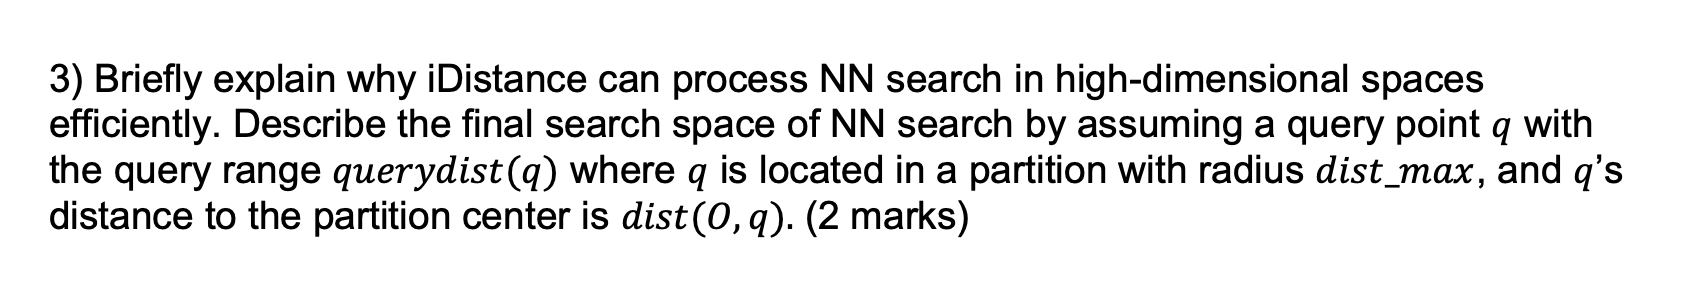 3) Briefly explain why iDistance can process NN search in high-dimensional spaces
efficiently. Describe the final search space of NN search by assuming a query point q with
the query range querydist(q) where q is located in a partition with radius dist_max, and q’s
distance to the partition center is dist(O, q). (2 marks)